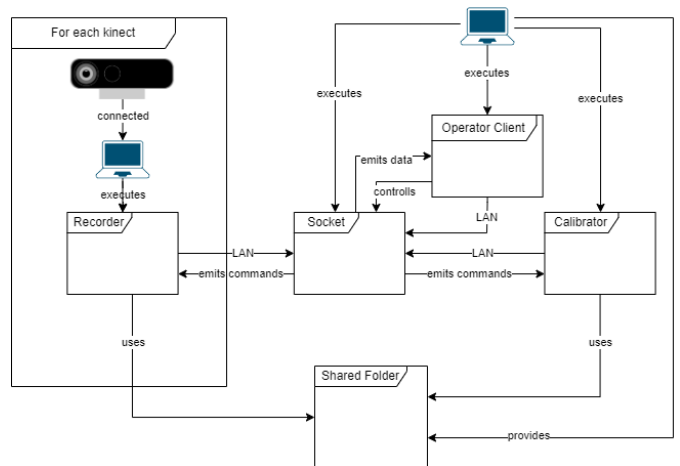 For each kinect
executes
executes
executes
connected
Operator Client
emits data
controlls
executes
LAN
Recorder
Socket
Calibrator
LAN
LAN
emits commands
emits commands
uses
uses
Shared Folder
provides